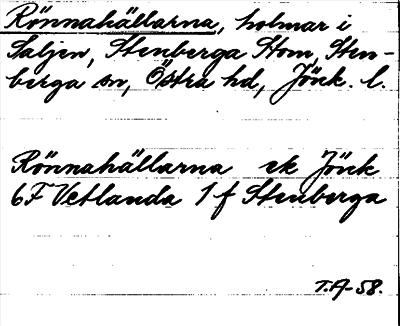 Rönnahällarna, holmar i
Saljen, Stenberga Stom, Sten-
berga sn, Östra hd, Jönk. l.
Rönnahällarna ek Jönk
6F Vetlanda 1 f Stenberga
T.A-58.